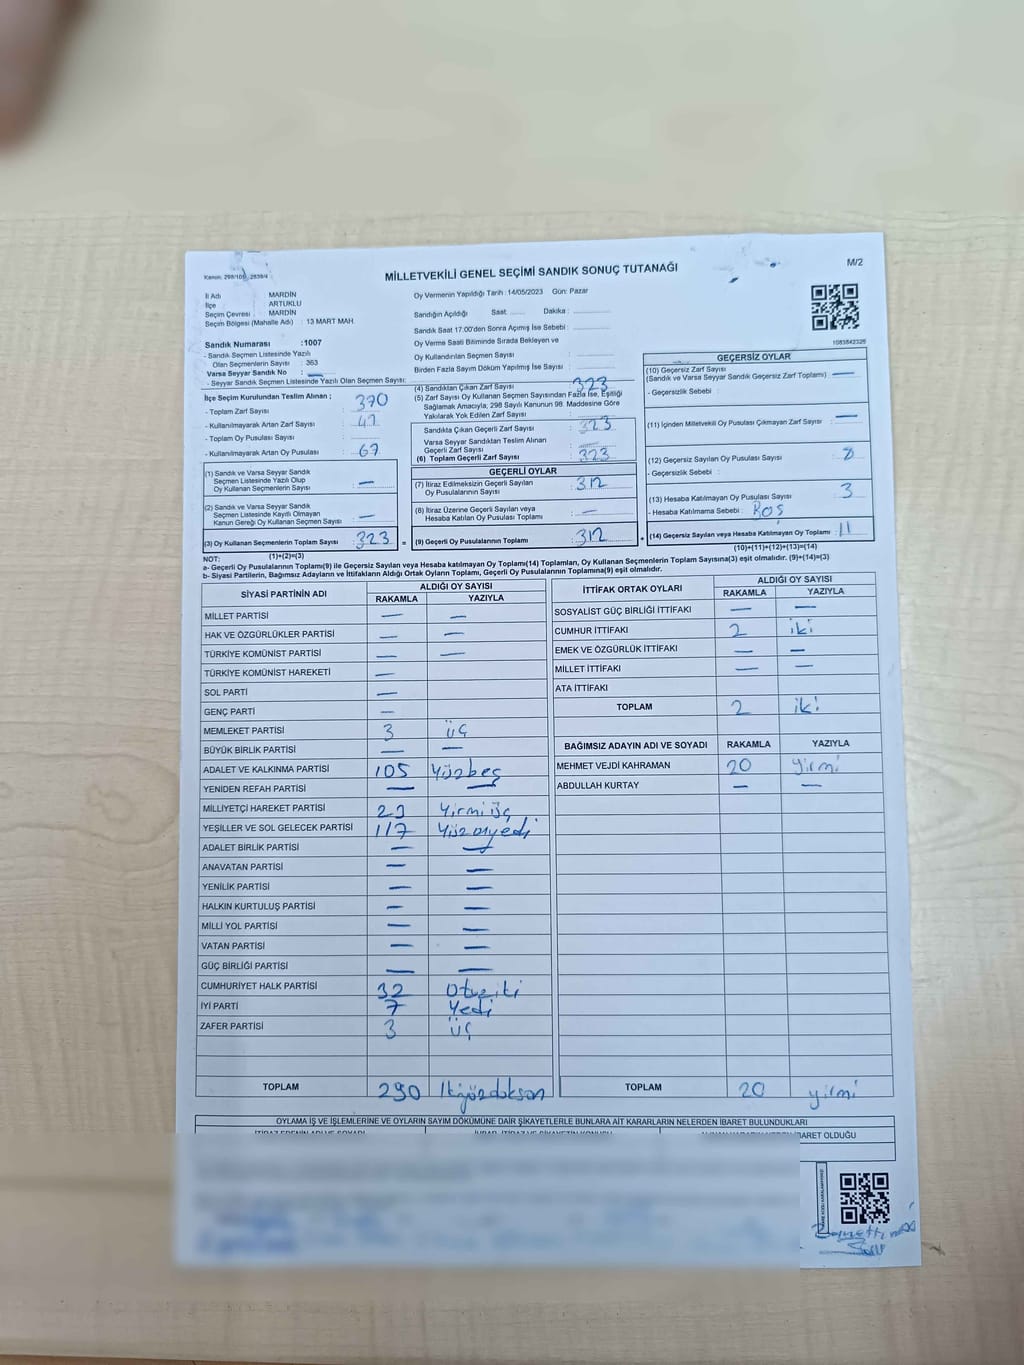 Kanun: 298/105, 2839/4
MİLLETVEKİLİ GENEL SEÇİMİ SANDIK SONUÇ TUTANAĞI
M/2
İl Adı MARDİN
İlçe ARTUKLU
Seçim Çevresi : MARDİN
Seçim Bölgesi (Mahalle Adı) : 13 MART MAH.
Sandık Numarası :1007
- Sandık Seçmen Listesinde Yazılı
Olan Seçmenlerin Sayısı : 363
Varsa Seyyar Sandık No : —
- Seyyar Sandık Seçmen Listesinde Yazılı Olan Seçmen Sayısı:
İlçe Seçim Kurulundan Teslim Alınan ;
- Toplam Zarf Sayısı : 370
- Kullanılmayarak Artan Zarf Sayısı : 47
- Toplam Oy Pusulası Sayısı :
- Kullanılmayarak Artan Oy Pusulası : 67
(1) Sandık ve Varsa Seyyar Sandık
Seçmen Listesinde Yazılı Olup
Oy Kullanan Seçmenlerin Sayısı : —
(2) Sandık ve Varsa Seyyar Sandık
Seçmen Listesinde Kayıtlı Olmayan
Kanun Gereği Oy Kullanan Seçmen Sayısı : —
(3) Oy Kullanan Seçmenlerin Toplam Sayısı : 323 =
(1)+(2)=(3)
Oy Vermenin Yapıldığı Tarih :14/05/2023 Gün: Pazar
Sandığın Açıldığı Saat: ...... Dakika : ............
Sandık Saat 17:00'den Sonra Açılmış İse Sebebi : ............
Oy Verme Saati Bitiminde Sırada Bekleyen ve
Oy Kullandırılan Seçmen Sayısı : ............
Birden Fazla Sayım Döküm Yapılmış İse Sayısı : ............
(4) Sandıktan Çıkan Zarf Sayısı : 323
(5) Zarf Sayısı Oy Kullanan Seçmen Sayısından Fazla İse, Eşitliği
Sağlamak Amacıyla; 298 Sayılı Kanunun 98. Maddesine Göre
Yakılarak Yok Edilen Zarf Sayısı :
Sandıkta Çıkan Geçerli Zarf Sayısı : 323
Varsa Seyyar Sandıktan Teslim Alınan
Geçerli Zarf Sayısı :
(6) Toplam Geçerli Zarf Sayısı : 323
GEÇERLİ OYLAR
(7) İtiraz Edilmeksizin Geçerli Sayılan
Oy Pusulalarının Sayısı : 312
(8) İtiraz Üzerine Geçerli Sayılan veya
Hesaba Katılan Oy Pusulası Toplamı : —
(9) Geçerli Oy Pusulalarının Toplamı : 312 +
1083842326
GEÇERSİZ OYLAR
(10) Geçersiz Zarf Sayısı
(Sandık ve Varsa Seyyar Sandık Geçersiz Zarf Toplamı) : —
- Geçersizlik Sebebi :
(11) İçinden Milletvekili Oy Pusulası Çıkmayan Zarf Sayısı : —
(12) Geçersiz Sayılan Oy Pusulası Sayısı : 8
- Geçersizlik Sebebi :
(13) Hesaba Katılmayan Oy Pusulası Sayısı : 3
- Hesaba Katılmama Sebebi : BOŞ
(14) Geçersiz Sayılan veya Hesaba Katılmayan Oy Toplamı : 11
(10)+(11)+(12)+(13)=(14)
NOT:
a- Geçerli Oy Pusulalarının Toplamı(9) ile Geçersiz Sayılan veya Hesaba katılmayan Oy Toplamı(14) Toplamları, Oy Kullanan Seçmenlerin Toplam Sayısına(3) eşit olmalıdır. (9)+(14)=(3)
b- Siyasi Partilerin, Bağımsız Adayların ve İttifakların Aldığı Ortak Oyların Toplamı, Geçerli Oy Pusulalarının Toplamına(9) eşit olmalıdır.
SİYASİ PARTİNİN ADI ALDIĞI OY SAYISI
RAKAMLA YAZIYLA
MİLLET PARTİSİ — —
HAK VE ÖZGÜRLÜKLER PARTİSİ — —
TÜRKİYE KOMÜNİST PARTİSİ — —
TÜRKİYE KOMÜNİST HAREKETİ —
SOL PARTİ —
GENÇ PARTİ —
MEMLEKET PARTİSİ 3 üç
BÜYÜK BİRLİK PARTİSİ — —
ADALET VE KALKINMA PARTİSİ 105 Yüzbeş
YENİDEN REFAH PARTİSİ — —
MİLLİYETÇİ HAREKET PARTİSİ 23 Yirmiüç
YEŞİLLER VE SOL GELECEK PARTİSİ 117 Yüzonyedi
ADALET BİRLİK PARTİSİ — —
ANAVATAN PARTİSİ — —
YENİLİK PARTİSİ — —
HALKIN KURTULUŞ PARTİSİ — —
MİLLİ YOL PARTİSİ — —
VATAN PARTİSİ — —
GÜÇ BİRLİĞİ PARTİSİ — —
CUMHURİYET HALK PARTİSİ 32 Otuziki
İYİ PARTİ 7 Yedi
ZAFER PARTİSİ 3 üç
TOPLAM 290 İkiyüzdoksan
İTTİFAK ORTAK OYLARI ALDIĞI OY SAYISI
RAKAMLA YAZIYLA
SOSYALİST GÜÇ BİRLİĞİ İTTİFAKI — —
CUMHUR İTTİFAKI 2 iki
EMEK VE ÖZGÜRLÜK İTTİFAKI — —
MİLLET İTTİFAKI — —
ATA İTTİFAKI
TOPLAM 2 iki
BAĞIMSIZ ADAYIN ADI VE SOYADI RAKAMLA YAZIYLA
MEHMET VEJDİ KAHRAMAN 20 yirmi
ABDULLAH KURTAY — —
TOPLAM 20 yirmi
OYLAMA İŞ VE İŞLEMLERİNE VE OYLARIN SAYIM DÖKÜMÜNE DAİR ŞİKAYETLERLE BUNLARA AİT KARARLARIN NELERDEN İBARET BULUNDUKLARI
İBARET OLDUĞU